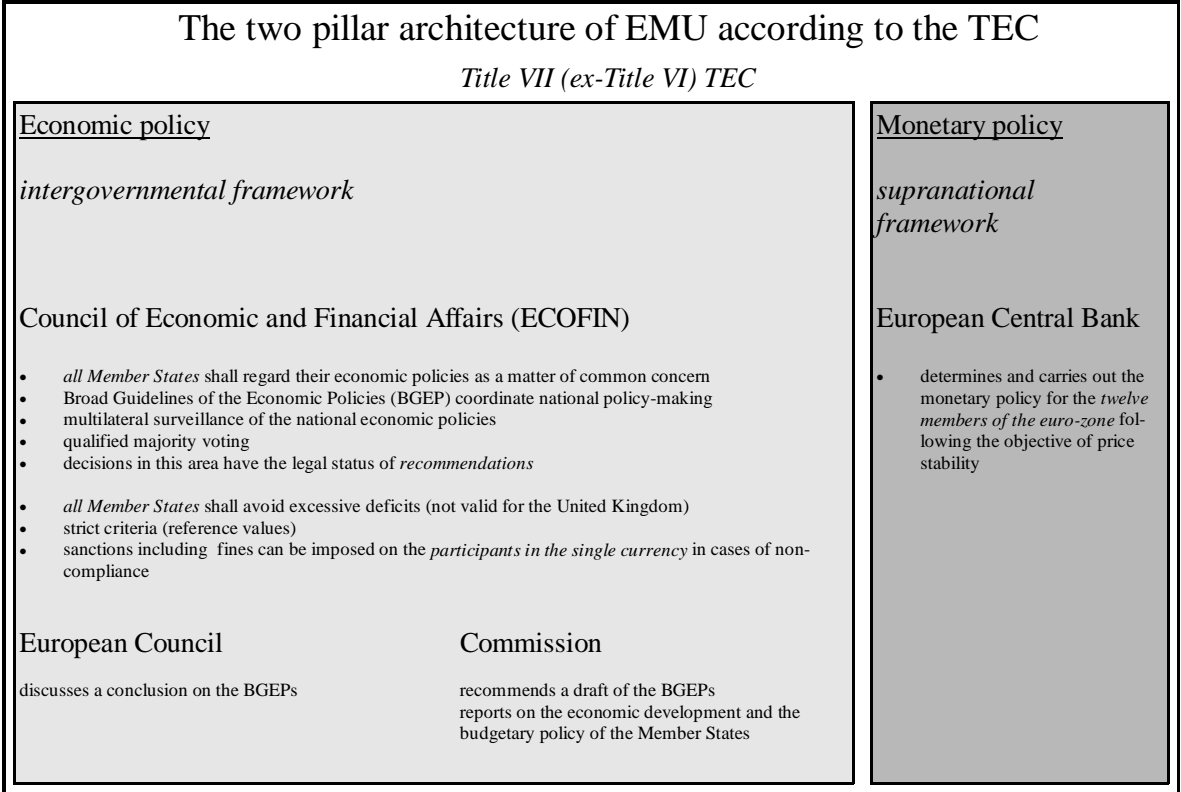 The two pillar architecture of EMU according to the TEC
Title VII (ex-Title VI) TEC
Economic policy
intergovernmental framework
Council of Economic and Financial Affairs (ECOFIN)
• all Member States shall regard their economic policies as a matter of common concern
• Broad Guidelines of the Economic Policies (BGEP) coordinate national policy-making
• multilateral surveillance of the national economic policies
• qualified majority voting
• decisions in this area have the legal status of recommendations
• all Member States shall avoid excessive deficits (not valid for the United Kingdom)
• strict criteria (reference values)
• sanctions including fines can be imposed on the participants in the single currency in cases of non-
compliance
European Council
discusses a conclusion on the BGEPs
Commission
recommends a draft of the BGEPs
reports on the economic development and the
budgetary policy of the Member States
Monetary policy
supranational
framework
European Central Bank
• determines and carries out the
monetary policy for the twelve
members of the euro-zone fol-
lowing the objective of price
stability